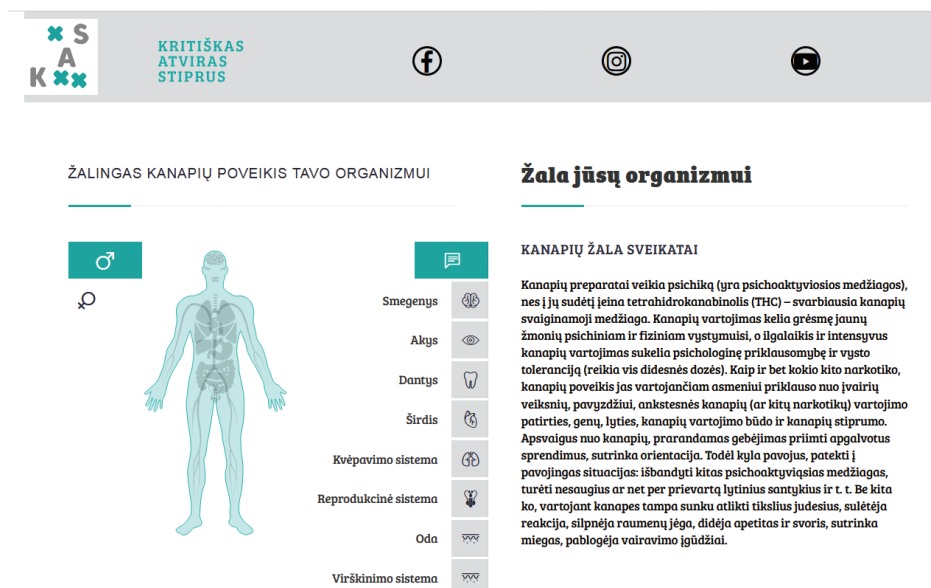 S
A
K
KRITIŠKAS
ATVIRAS
STIPRUS
ŽALINGAS KANAPIŲ POVEIKIS TAVO ORGANIZMUI
Smegenys
Akys
Dantys
Širdis
Kvėpavimo sistema
Reprodukcinė sistema
Oda
Virškinimo sistema
Žala jūsų organizmui
KANAPIŲ ŽALA SVEIKATAI
Kanapių preparatai veikia psichiką (yra psichoaktyviosios medžiagos),
nes į jų sudėtį įeina tetrahidrokanabinolis (THC) – svarbiausia kanapių
svaiginamoji medžiaga. Kanapių vartojimas kelia grėsmę jaunų
žmonių psichiniam ir fiziniam vystymuisi, o ilgalaikis ir intensyvus
kanapių vartojimas sukelia psichologinę priklausomybę ir vysto
toleranciją (reikia vis didesnės dozės). Kaip ir bet kokio kito narkotiko,
kanapių poveikis jas vartojančiam asmeniui priklauso nuo įvairių
veiksnių, pavyzdžiui, ankstesnės kanapių (ar kitų narkotikų) vartojimo
patirties, genų, lyties, kanapių vartojimo būdo ir kanapių stiprumo.
Apsvaigus nuo kanapių, prarandamas gebėjimas priimti apgalvotus
sprendimus, sutrinka orientacija. Todėl kyla pavojus, patekti į
pavojingas situacijas: išbandyti kitas psichoaktyviąsias medžiagas,
turėti nesaugius ar net per prievartą lytinius santykius ir t. t. Be kita
ko, vartojant kanapes tampa sunku atlikti tikslius judesius, sulėtėja
reakcija, silpnėja raumenų jėga, didėja apetitas ir svoris, sutrinka
miegas, pablogėja vairavimo įgūdžiai.